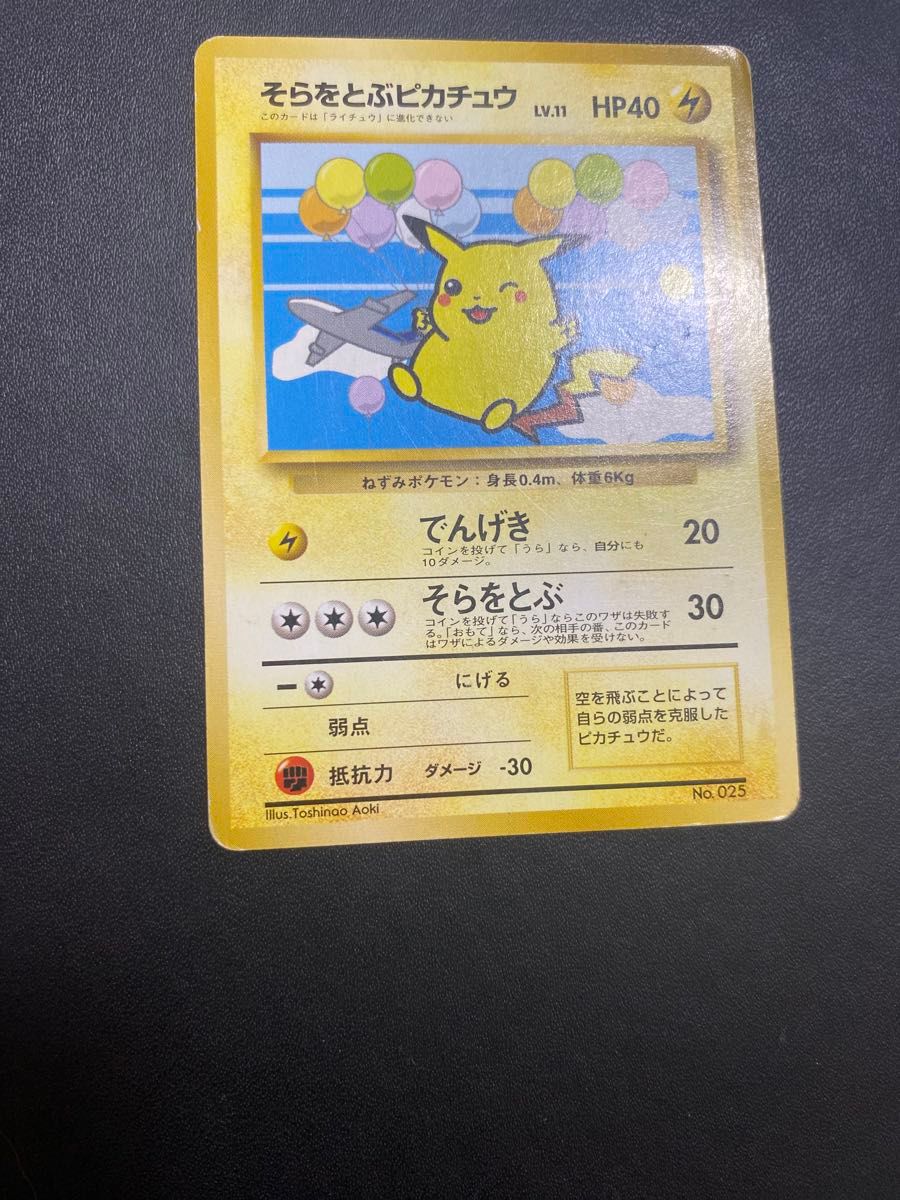 そらをとぶピカチュウ LV.11 HP40
このカードは「ライチュウ」に進化できない
ねずみポケモン：身長0.4m、体重6Kg
でんげき 20
コインを投げて「うら」なら、自分にも
10ダメージ。
そらをとぶ 30
コインを投げて「うら」ならこのワザは失敗す
る。「おもて」なら、次の相手の番、このカード
はワザによるダメージや効果を受けない。
にげる
弱点
抵抗力 ダメージ -30
空を飛ぶことによって
自らの弱点を克服した
ピカチュウだ。
Illus.Toshinao Aoki
No. 025